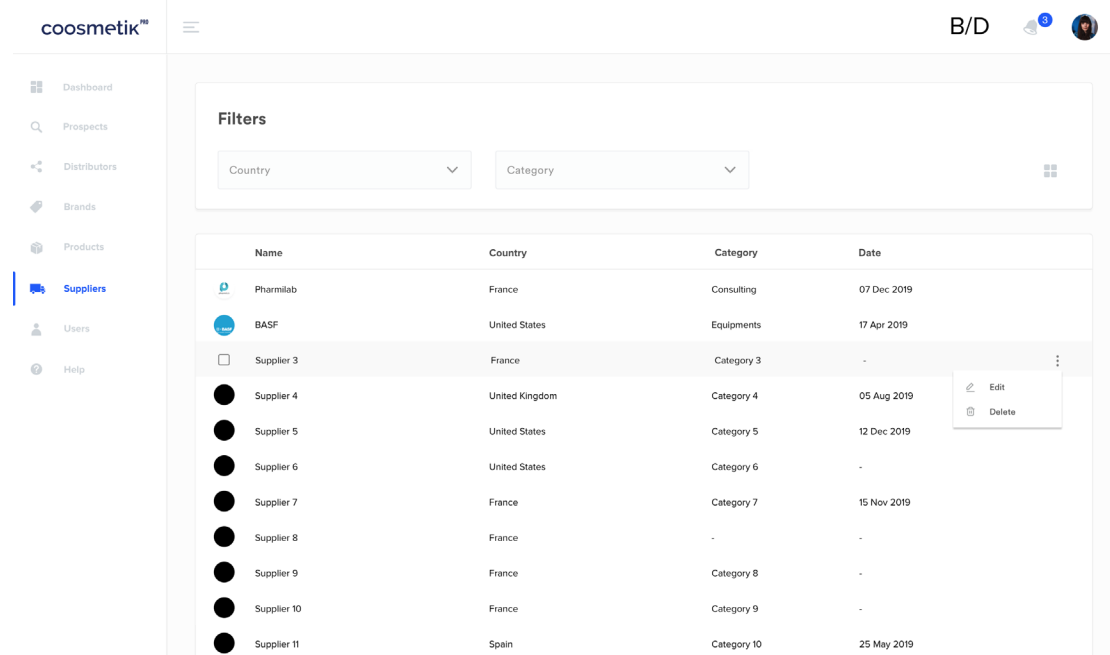 coosmetik PRO
B/D
3
Dashboard
Prospects
Distributors
Brands
Products
Suppliers
Users
Help
Filters
Country
Category
Name Country Category Date
Pharmilab France Consulting 07 Dec 2019
BASF United States Equipments 17 Apr 2019
Supplier 3 France Category 3 -
Edit
Delete
Supplier 4 United Kingdom Category 4 05 Aug 2019
Supplier 5 United States Category 5 12 Dec 2019
Supplier 6 United States Category 6 -
Supplier 7 France Category 7 15 Nov 2019
Supplier 8 France - -
Supplier 9 France Category 8 -
Supplier 10 France Category 9 -
Supplier 11 Spain Category 10 25 May 2019